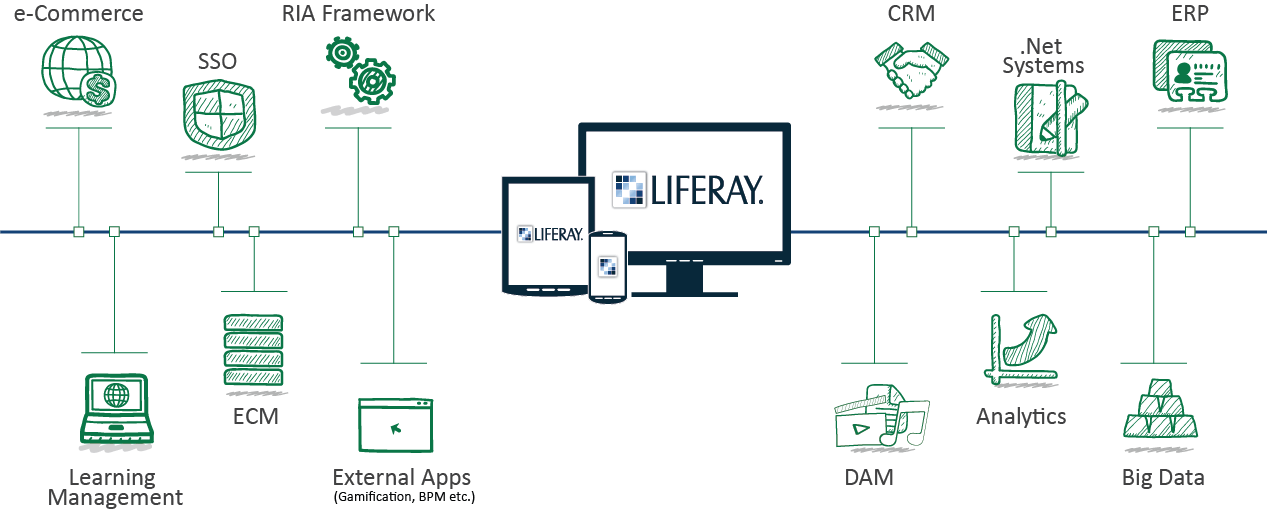 e-Commerce
RIA Framework
CRM
ERP
SSO
.Net
Systems
$
LIFERAY.
LIFERAY.
ECM
Analytics
Learning
Management
External Apps
(Gamification, BPM etc.)
DAM
Big Data